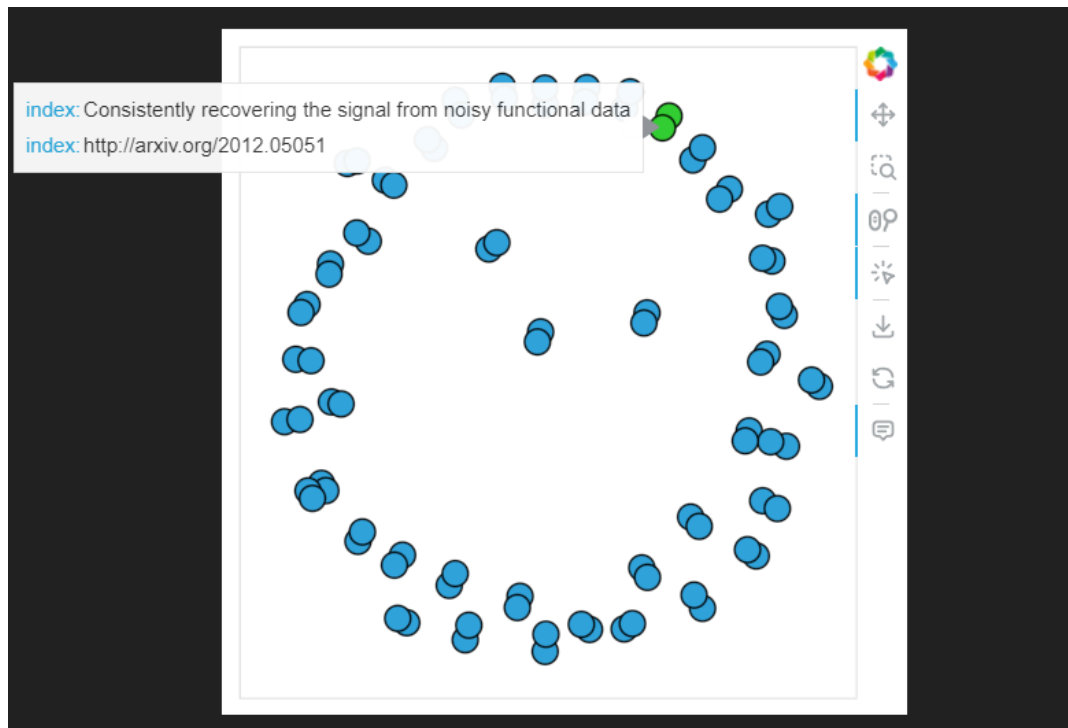 index: Consistently recovering the signal from noisy functional data
index: http://arxiv.org/2012.05051